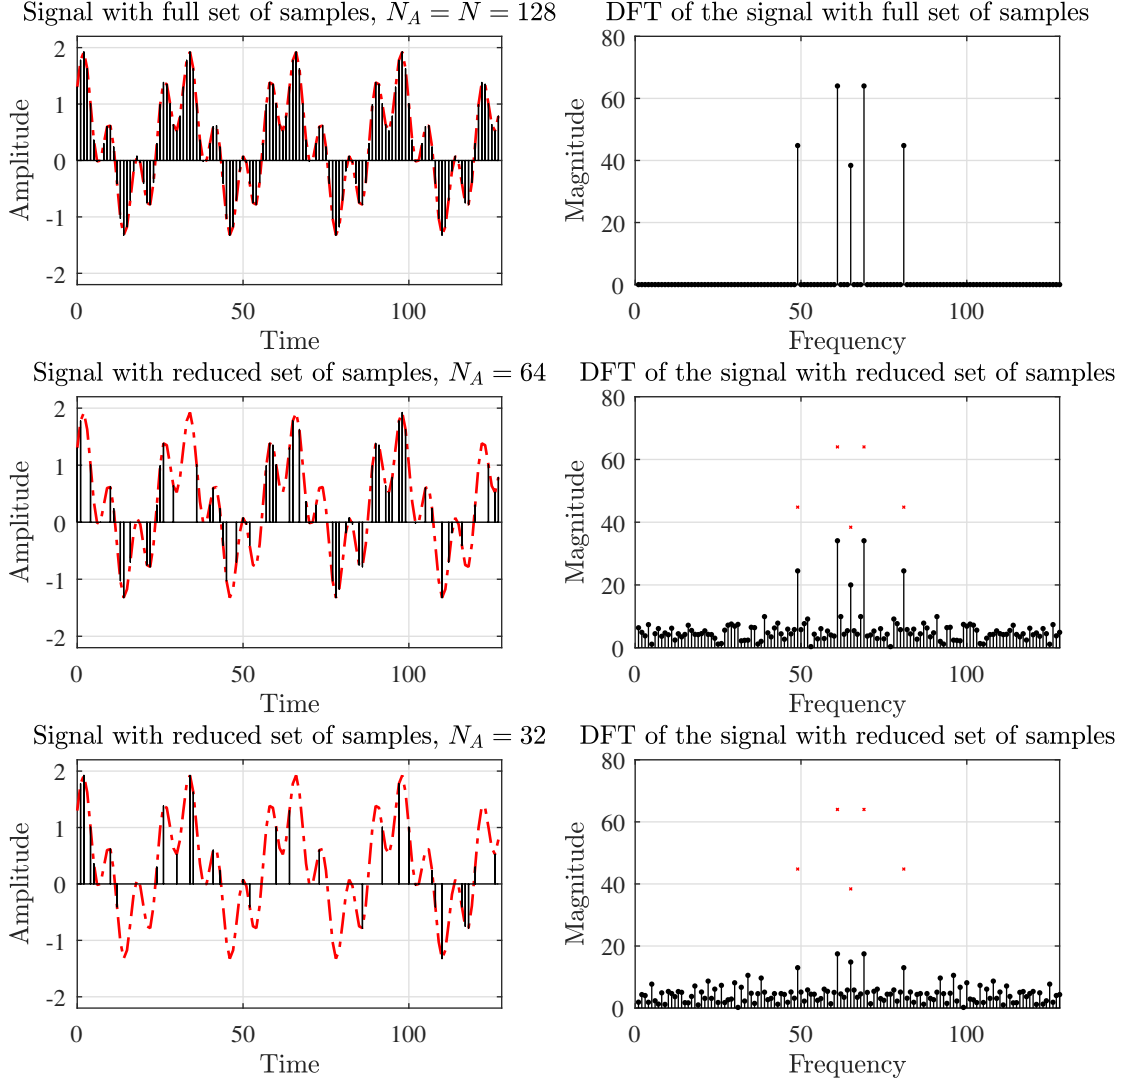 Signal with full set of samples, N_A = N = 128
DFT of the signal with full set of samples
Amplitude
2
1
0
-1
-2
0
50
100
Time
Magnitude
80
60
40
20
0
0
50
100
Frequency
Signal with reduced set of samples, N_A = 64
DFT of the signal with reduced set of samples
Amplitude
2
1
0
-1
-2
0
50
100
Time
Magnitude
80
60
40
20
0
0
50
100
Frequency
Signal with reduced set of samples, N_A = 32
DFT of the signal with reduced set of samples
Amplitude
2
1
0
-1
-2
0
50
100
Time
Magnitude
80
60
40
20
0
0
50
100
Frequency